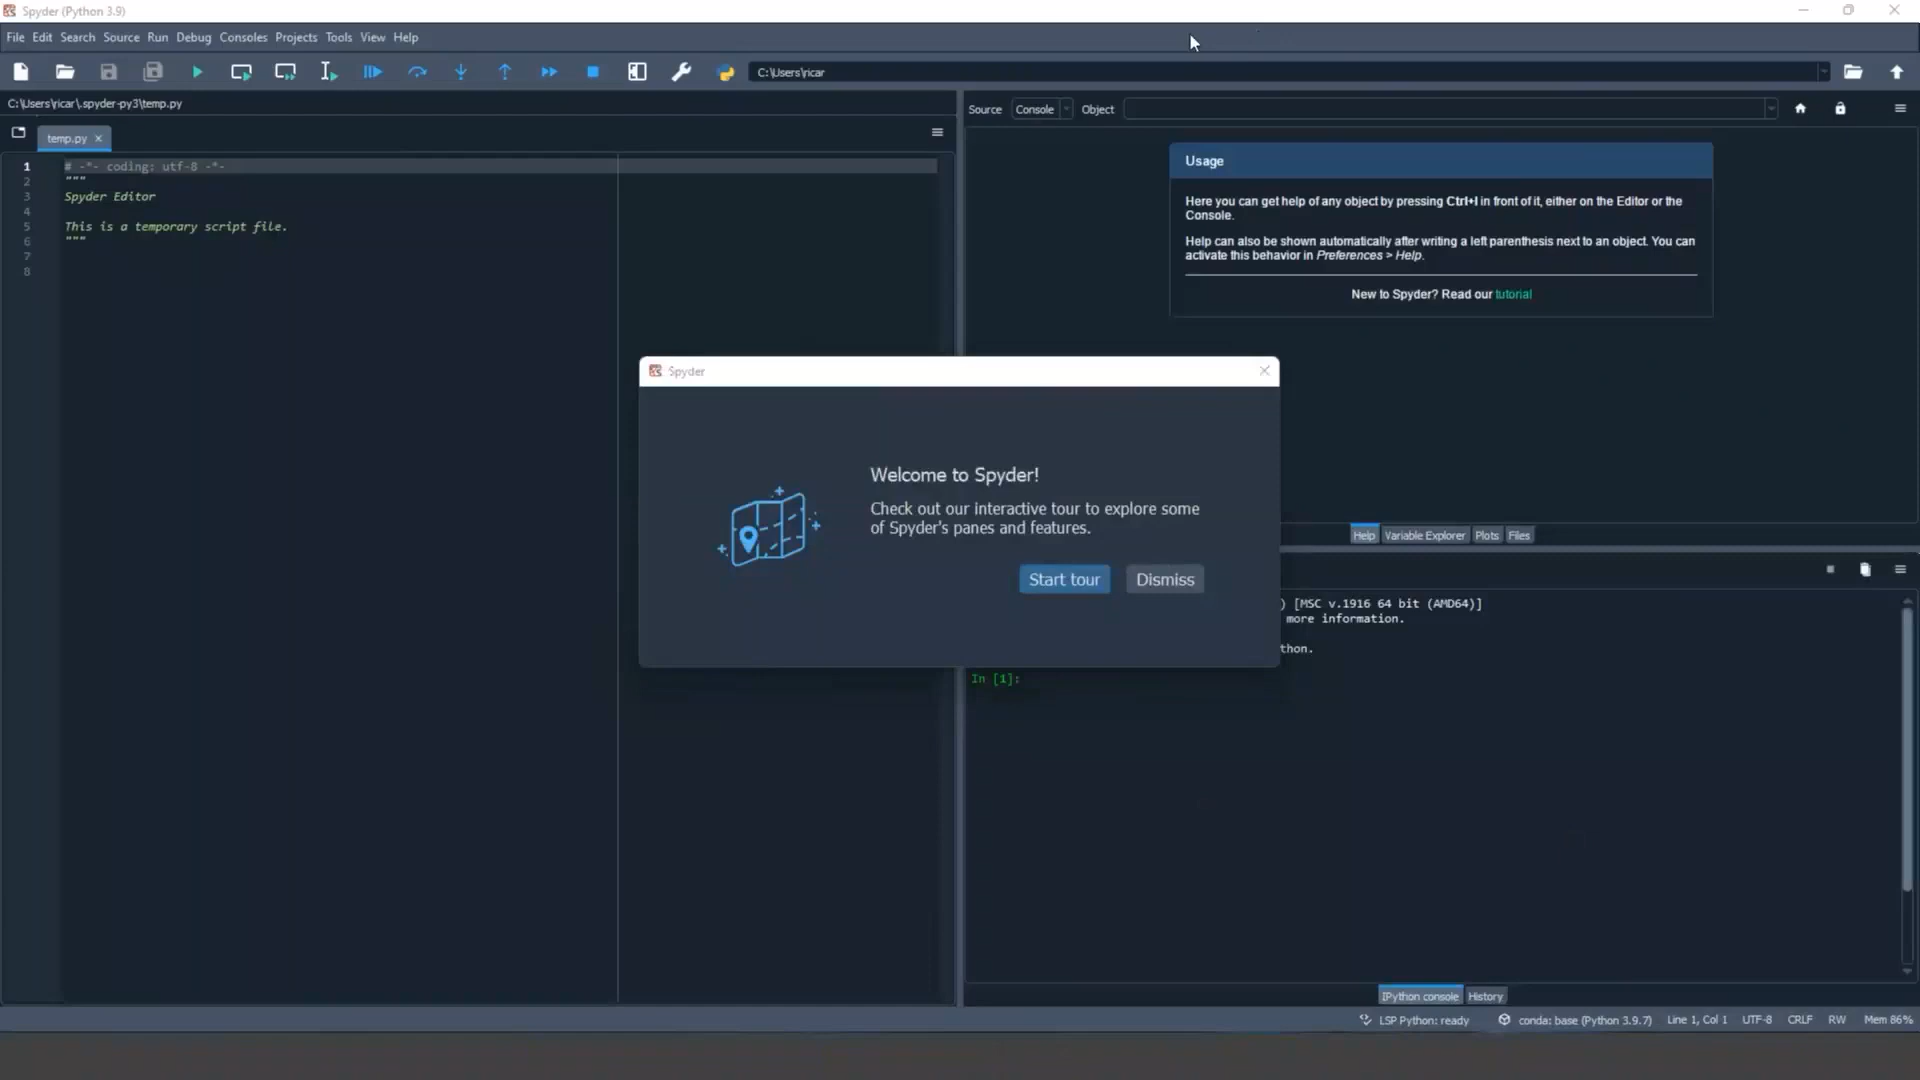 Spyder (Python 3.9)
File Edit Search Source Run Debug Consoles Projects Tools View Help
C:\Users\ricar
C:\Users\ricar\.spyder-py3\temp.py
Source Console Object
temp.py
1 # -*- coding: utf-8 -*-
2 """
3 Spyder Editor
4
5 This is a temporary script file.
6 """
7
8
Usage
Here you can get help of any object by pressing Ctrl+I in front of it, either on the Editor or the
Console.
Help can also be shown automatically after writing a left parenthesis next to an object. You can
activate this behavior in Preferences > Help.
New to Spyder? Read our tutorial
Spyder
Welcome to Spyder!
Check out our interactive tour to explore some
of Spyder's panes and features.
Start tour Dismiss
Help Variable Explorer Plots Files
) [MSC v.1916 64 bit (AMD64)]
more information.
thon.
In [1]:
IPython console History
LSP Python: ready conda: base (Python 3.9.7) Line 1, Col 1 UTF-8 CRLF RW Mem 86%